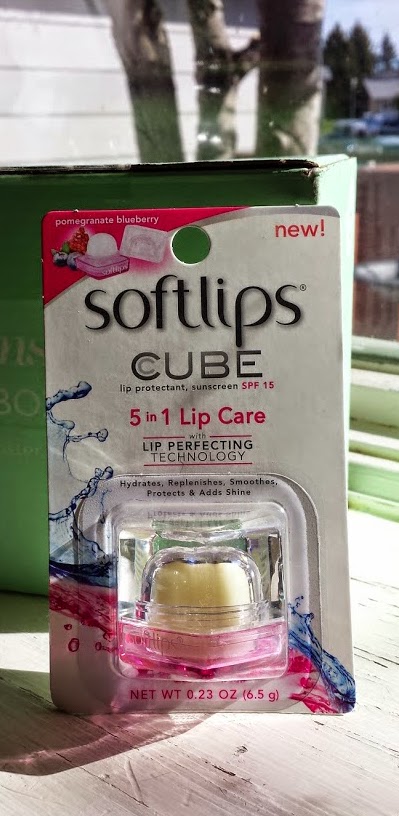 pomegranate blueberry
new!
softlips®
CUBE
lip protectant, sunscreen SPF 15
5 in 1 Lip Care
with
LIP PERFECTING
TECHNOLOGY
Hydrates, Replenishes, Smoothes,
Protects & Adds Shine
softlips
NET WT 0.23 OZ (6.5 g)